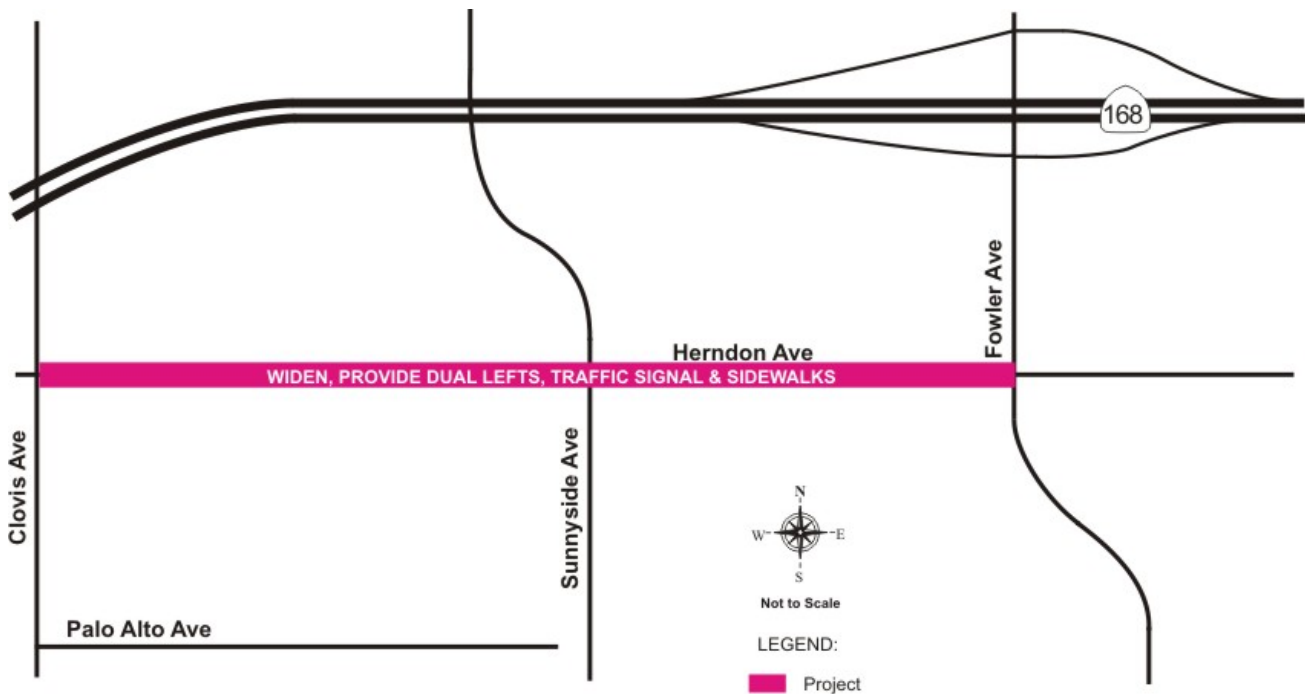 168
Fowler Ave
Herndon Ave
WIDEN, PROVIDE DUAL LEFTS, TRAFFIC SIGNAL & SIDEWALKS
Clovis Ave
Sunnyside Ave
N
W
E
S
Not to Scale
Palo Alto Ave
LEGEND:
Project